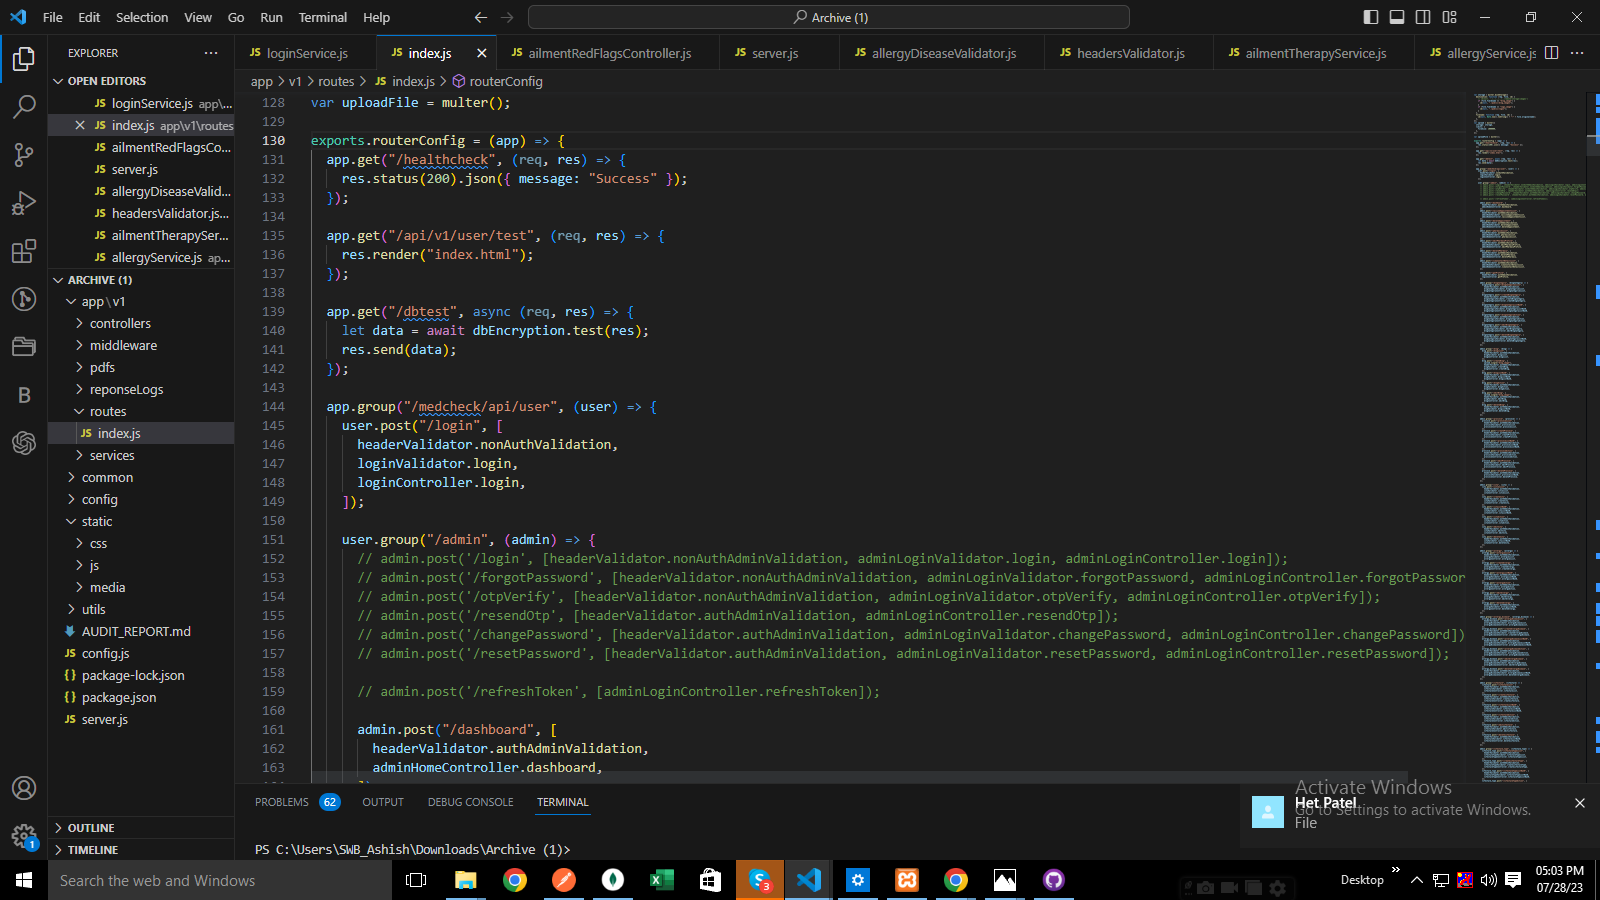 File Edit Selection View Go Run Terminal Help
Archive (1)
EXPLORER
OPEN EDITORS
JS loginService.js app\...
JS index.js app\v1\routes
JS ailmentRedFlagsCo...
JS server.js
JS allergyDiseaseValid...
JS headersValidator.js...
JS ailmentTherapySer...
JS allergyService.js ap...
ARCHIVE (1)
app\v1
controllers
middleware
pdfs
reponseLogs
routes
JS index.js
services
common
config
static
css
js
media
utils
AUDIT_REPORT.md
JS config.js
{} package-lock.json
{} package.json
JS server.js
OUTLINE
TIMELINE
JS loginService.js JS index.js JS ailmentRedFlagsController.js JS server.js JS allergyDiseaseValidator.js JS headersValidator.js JS ailmentTherapyService.js JS allergyService.js
app > v1 > routes > JS index.js > routerConfig
128 var uploadFile = multer();
129
130 exports.routerConfig = (app) => {
131 app.get("/healthcheck", (req, res) => {
132 res.status(200).json({ message: "Success" });
133 });
134
135 app.get("/api/v1/user/test", (req, res) => {
136 res.render("index.html");
137 });
138
139 app.get("/dbtest", async (req, res) => {
140 let data = await dbEncryption.test(res);
141 res.send(data);
142 });
143
144 app.group("/medcheck/api/user", (user) => {
145 user.post("/login", [
146 headerValidator.nonAuthValidation,
147 loginValidator.login,
148 loginController.login,
149 ]);
150
151 user.group("/admin", (admin) => {
152 // admin.post('/login', [headerValidator.nonAuthAdminValidation, adminLoginValidator.login, adminLoginController.login]);
153 // admin.post('/forgotPassword', [headerValidator.nonAuthAdminValidation, adminLoginValidator.forgotPassword, adminLoginController.forgotPasswor
154 // admin.post('/otpVerify', [headerValidator.nonAuthAdminValidation, adminLoginValidator.otpVerify, adminLoginController.otpVerify]);
155 // admin.post('/resendOtp', [headerValidator.authAdminValidation, adminLoginController.resendOtp]);
156 // admin.post('/changePassword', [headerValidator.authAdminValidation, adminLoginValidator.changePassword, adminLoginController.changePassword])
157 // admin.post('/resetPassword', [headerValidator.authAdminValidation, adminLoginValidator.resetPassword, adminLoginController.resetPassword]);
158
159 // admin.post('/refreshToken', [adminLoginController.refreshToken]);
160
161 admin.post("/dashboard", [
162 headerValidator.authAdminValidation,
163 adminHomeController.dashboard,
PROBLEMS 62 OUTPUT DEBUG CONSOLE TERMINAL
PS C:\Users\SWB_Ashish\Downloads\Archive (1)>
Activate Windows
Go to Settings to activate Windows.
Het Patel
File
B
1
Search the web and Windows
3
Desktop
05:03 PM
07/28/23